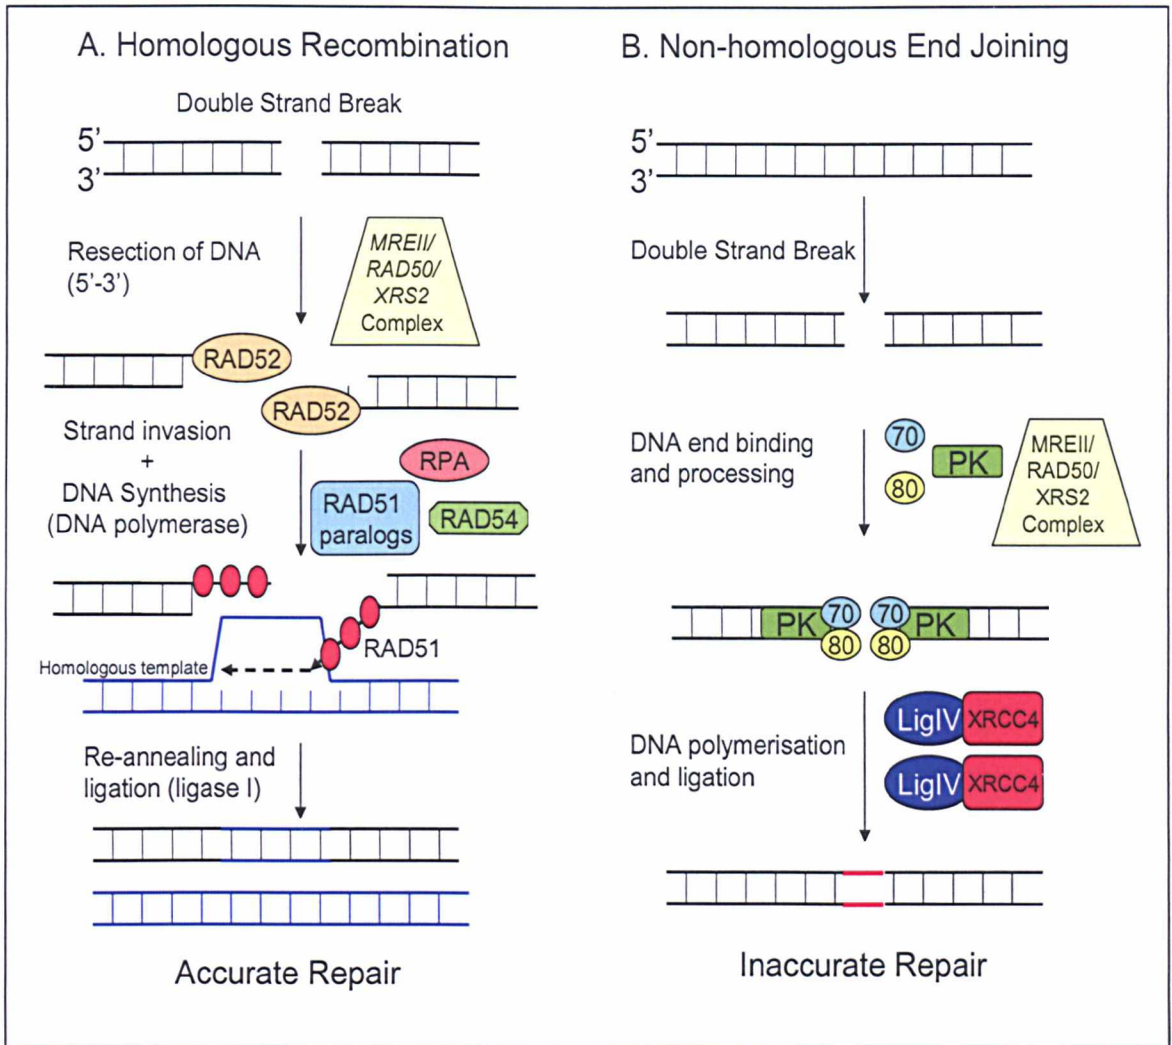 A. Homologous Recombination
Double Strand Break
5’
3’
Resection of DNA
(5’-3’)
MREII/
RAD50/
XRS2
Complex
RAD52
RAD52
Strand invasion
+
DNA Synthesis
(DNA polymerase)
RPA
RAD51
paralogs
RAD54
RAD51
Homologous template
Re-annealing and
ligation (ligase I)
Accurate Repair
B. Non-homologous End Joining
5’
3’
Double Strand Break
DNA end binding
and processing
70
80
PK
MREII/
RAD50/
XRS2
Complex
PK 70 70 PK
80 80
DNA polymerisation
and ligation
LigIV XRCC4
LigIV XRCC4
Inaccurate Repair